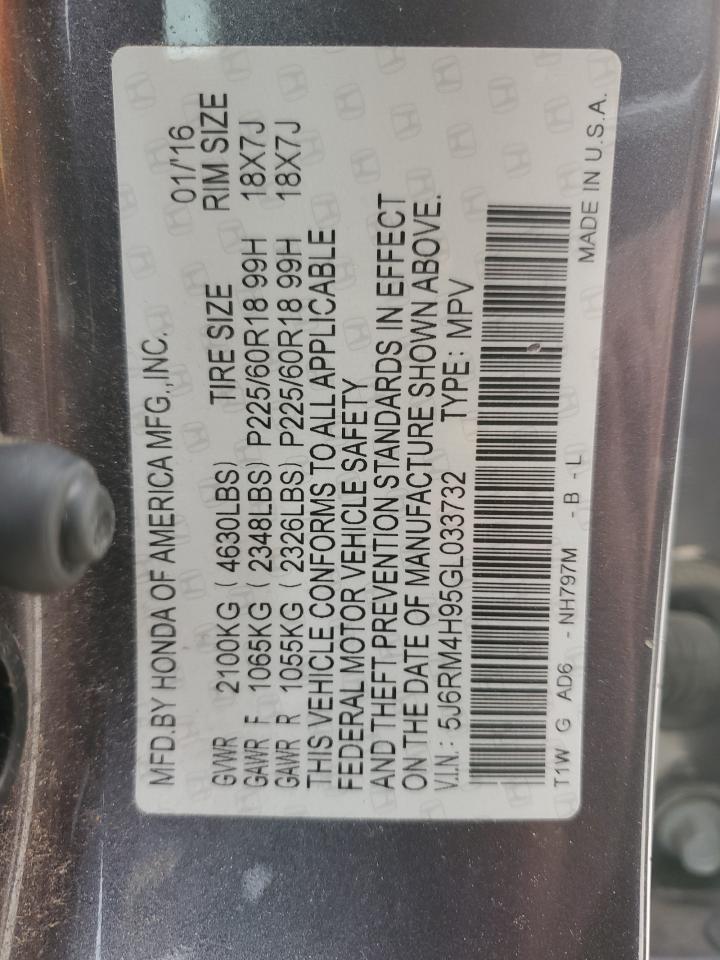 MFD.BY HONDA OF AMERICA MFG.,INC. 01/'16
GVWR 2100KG ( 4630LBS) TIRE SIZE RIM SIZE
GAWR F 1065KG ( 2348LBS) P225/60R18 99H 18X7J
GAWR R 1055KG ( 2326LBS) P225/60R18 99H 18X7J
THIS VEHICLE CONFORMS TO ALL APPLICABLE
FEDERAL MOTOR VEHICLE SAFETY
AND THEFT PREVENTION STANDARDS IN EFFECT
ON THE DATE OF MANUFACTURE SHOWN ABOVE.
V.I.N.: 5J6RM4H95GL033732 TYPE: MPV
T1W G AD6 - NH797M - B - L MADE IN U.S.A.